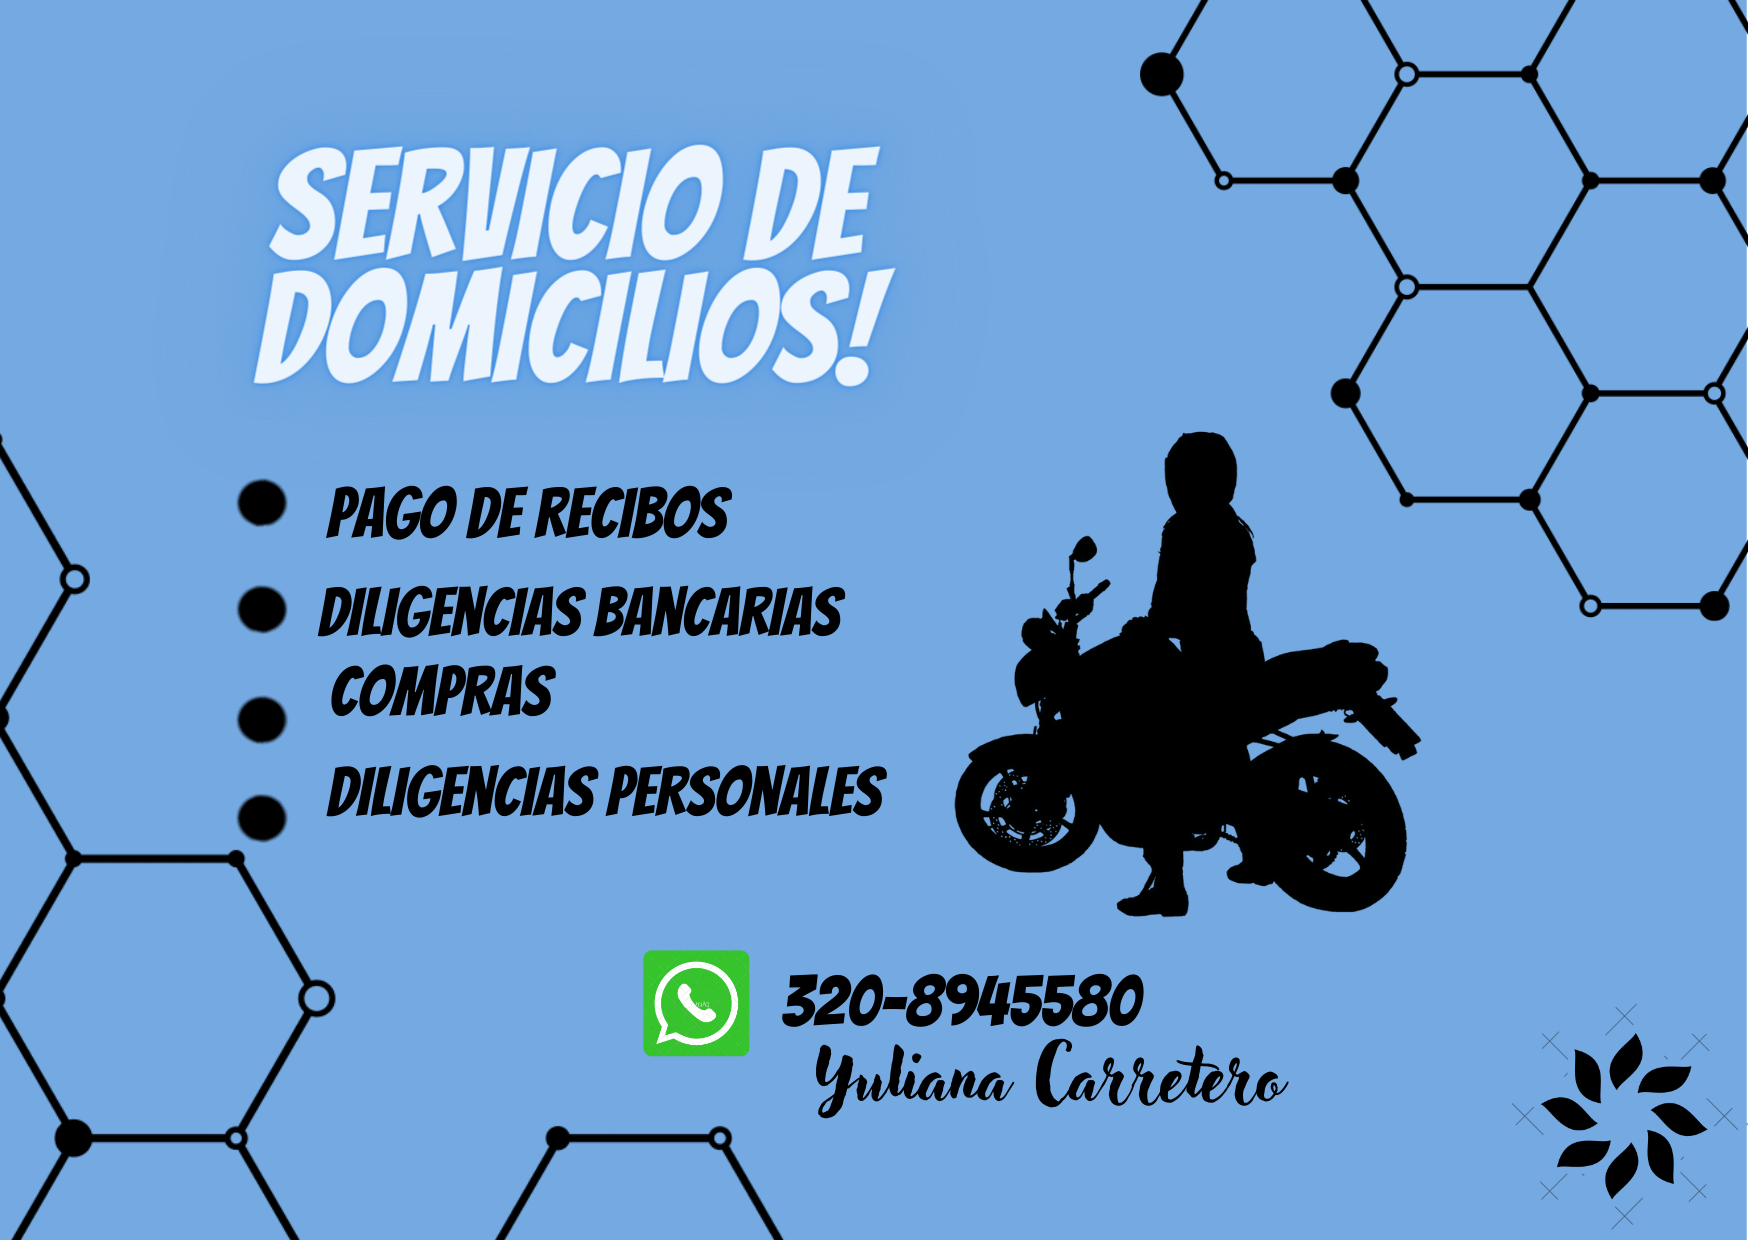 SERVICIO DE
DOMICILIOS!
PAGO DE RECIBOS
DILIGENCIAS BANCARIAS
COMPRAS
DILIGENCIAS PERSONALES
320-8945580
Yuliana Carretero